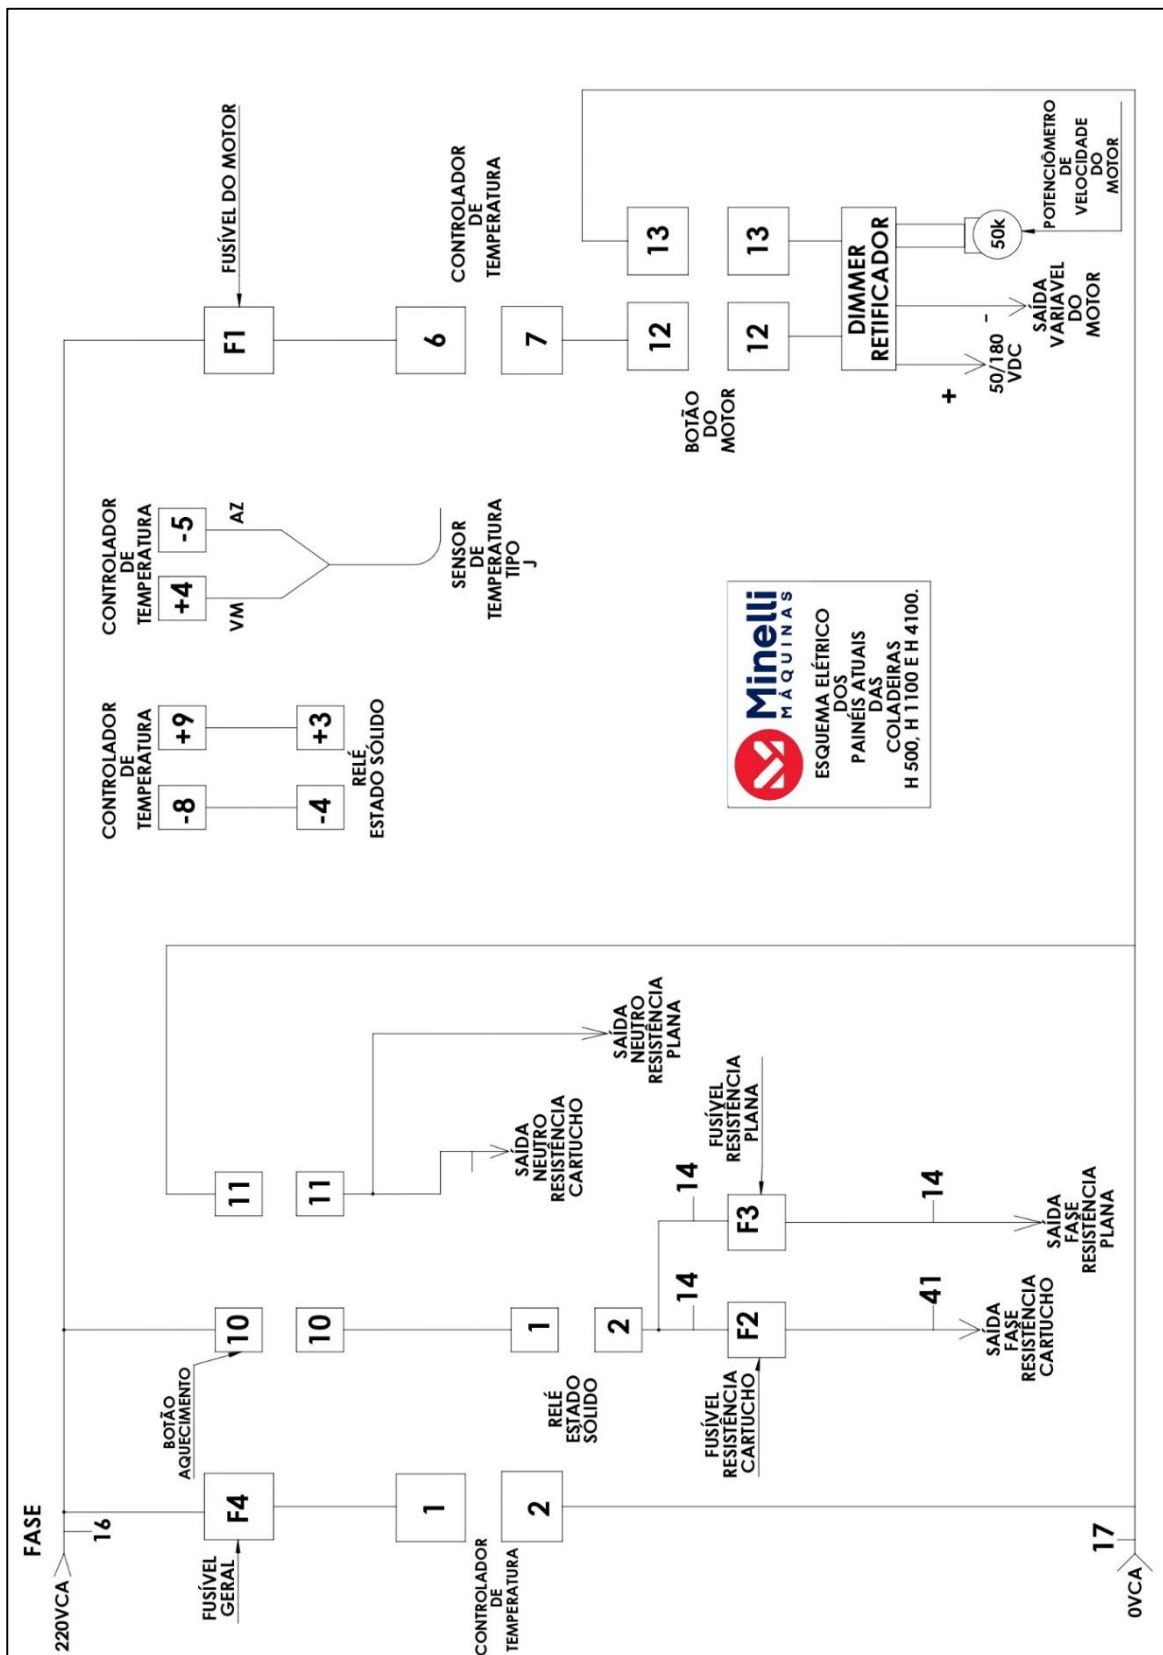 FASE
220VCA
16
FUSÍVEL
GERAL
F4
1
CONTROLADOR
DE
TEMPERATURA
2
0VCA
17
BOTÃO
AQUECIMENTO
10
10
1
RELÉ
ESTADO
SÓLIDO
2
14
14
FUSÍVEL
RESISTÊNCIA
CARTUCHO
F2
F3
FUSÍVEL
RESISTÊNCIA
PLANA
41
14
SAÍDA
FASE
RESISTÊNCIA
CARTUCHO
SAÍDA
FASE
RESISTÊNCIA
PLANA
11
11
SAÍDA
NEUTRO
RESISTÊNCIA
CARTUCHO
SAÍDA
NEUTRO
RESISTÊNCIA
PLANA
CONTROLADOR
DE
TEMPERATURA
-8
+9
-4
+3
RELÉ
ESTADO SÓLIDO
CONTROLADOR
DE
TEMPERATURA
+4
-5
VM
AZ
SENSOR
DE
TEMPERATURA
TIPO
J
FUSÍVEL DO MOTOR
F1
6
CONTROLADOR
DE
TEMPERATURA
7
12
13
BOTÃO
DO
MOTOR
12
13
DIMMER
RETIFICADOR
50k
POTENCIÔMETRO
DE
VELOCIDADE
DO
MOTOR
+
-
50/180
VDC
SAÍDA
VARIAVEL
DO
MOTOR
Minelli
MÁQUINAS
ESQUEMA ELÉTRICO
DOS
PAINÉIS ATUAIS
DAS
COLADEIRAS
H 500, H 1100 E H 4100.